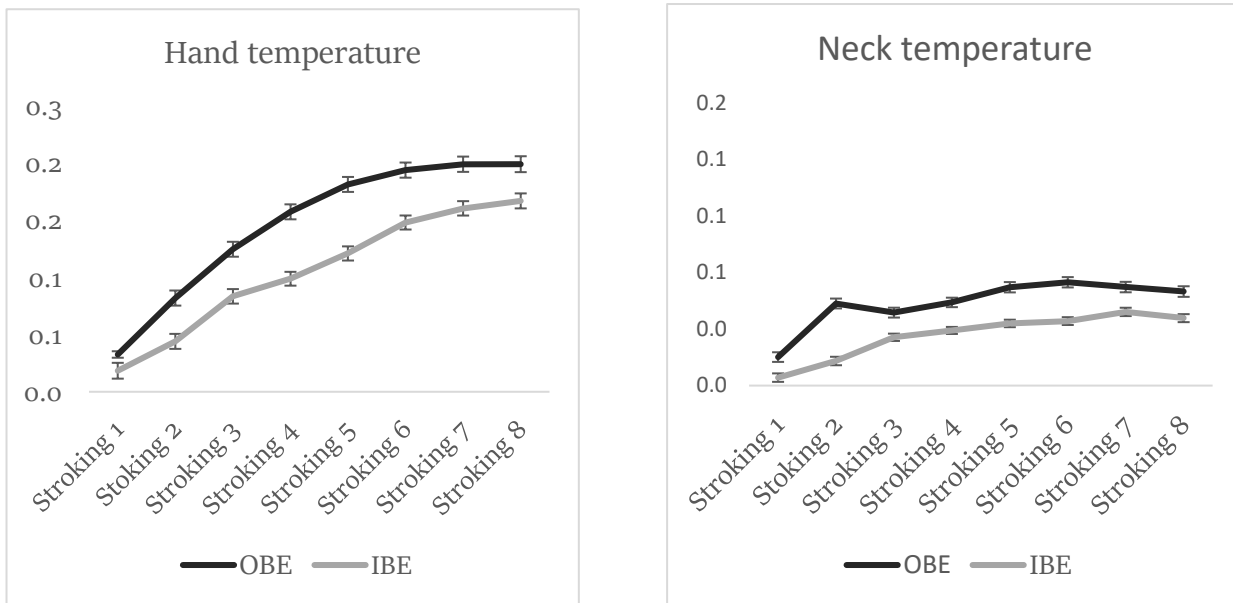 Hand temperature
0.3
0.2
0.2
0.1
0.1
0.0
Stroking 1
Stoking 2
Stroking 3
Stroking 4
Stroking 5
Stroking 6
Stroking 7
Stroking 8
OBE IBE
Neck temperature
0.2
0.1
0.1
0.1
0.0
0.0
Stroking 1
Stokng 2
Stroking 3
Stroking 4
Stroking 5
Stroking 6
Stroking 7
Stroking 8
OBE IBE